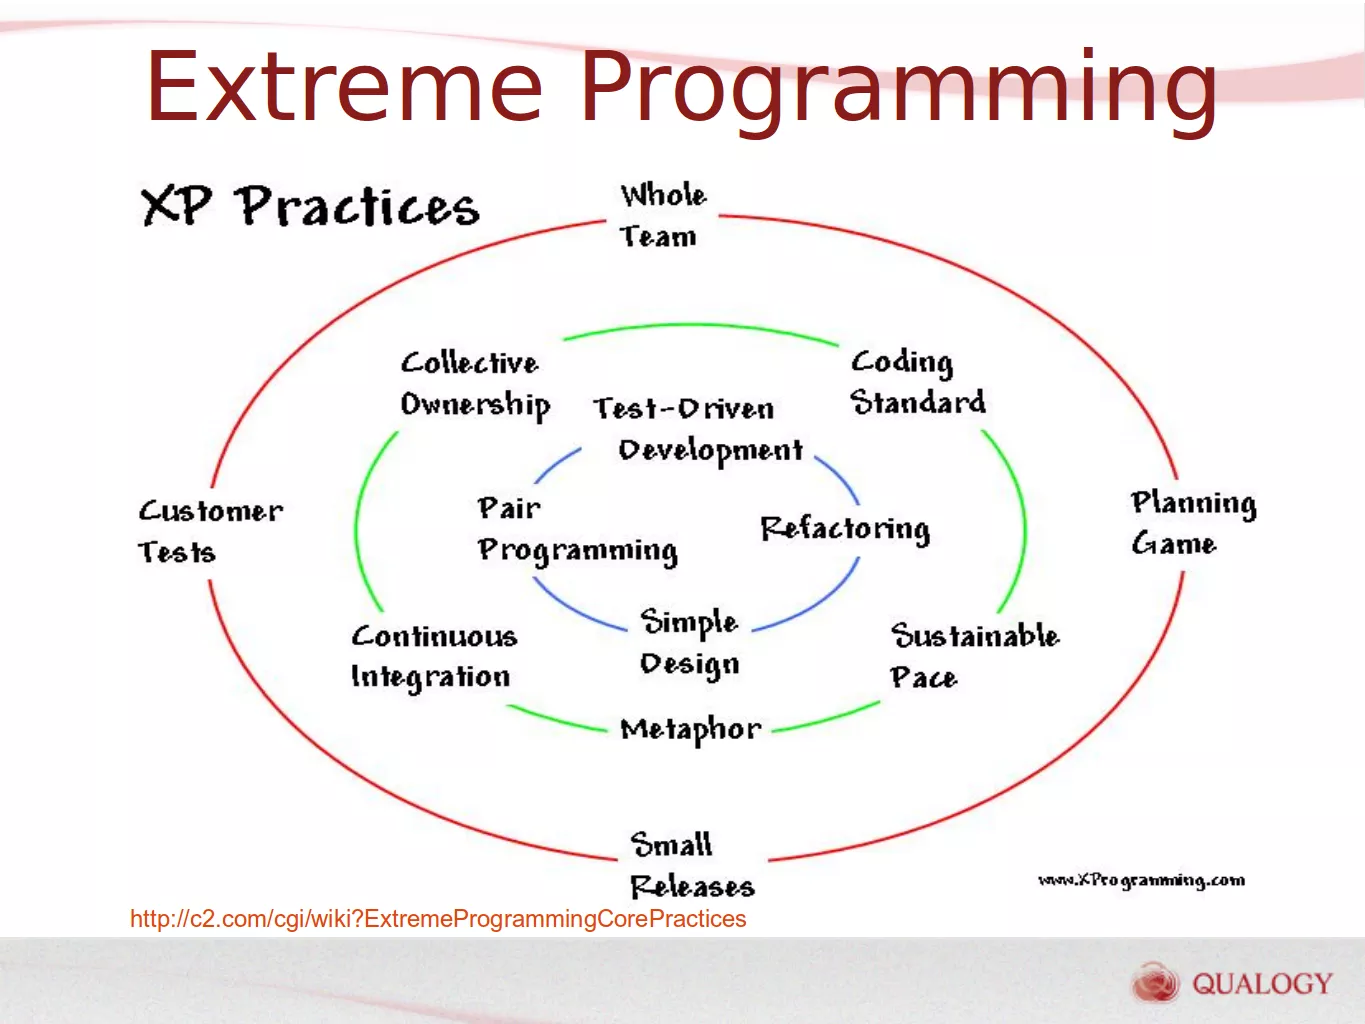 Extreme Programming
XP Practices
Whole
Team
Collective
Ownership
Coding
Standard
Test-Driven
Development
Customer
Tests
Pair
Programming
Refactoring
Planning
Game
Continuous
Integration
Simple
Design
Sustainable
Pace
Metaphor
Small
Releases
www.XProgramming.com
http://c2.com/cgi/wiki?ExtremeProgrammingCorePractices
QUALOGY